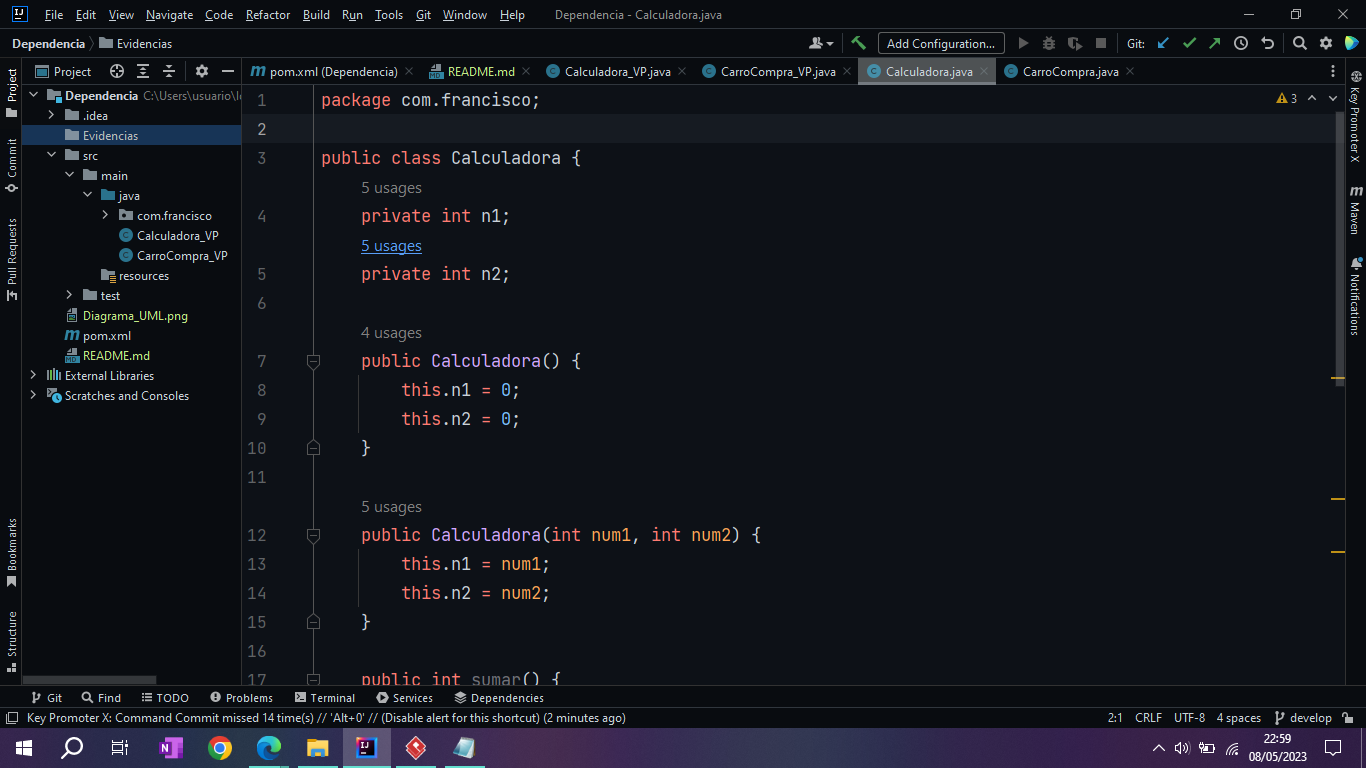 File Edit View Navigate Code Refactor Build Run Tools Git Window Help Dependencia - Calculadora.java
Dependencia Evidencias Add Configuration... Git:
Project pom.xml (Dependencia) README.md Calculadora_VP.java CarroCompra_VP.java Calculadora.java CarroCompra.java
Project
Commit
Pull Requests
Bookmarks
Structure
Dependencia C:\Users\usuario\
.idea
Evidencias
src
main
java
com.francisco
Calculadora_VP
CarroCompra_VP
resources
test
Diagrama_UML.png
pom.xml
README.md
External Libraries
Scratches and Consoles
1 package com.francisco;
2
3 public class Calculadora {
5 usages
4 private int n1;
5 usages
5 private int n2;
6
4 usages
7 public Calculadora() {
8 this.n1 = 0;
9 this.n2 = 0;
10 }
11
5 usages
12 public Calculadora(int num1, int num2) {
13 this.n1 = num1;
14 this.n2 = num2;
15 }
16
17 public int sumar() {
3
Key Promoter X
Maven
Notifications
Git Find TODO Problems Terminal Services Dependencies
Key Promoter X: Command Commit missed 14 time(s) // 'Alt+0' // (Disable alert for this shortcut) (2 minutes ago) 2:1 CRLF UTF-8 4 spaces develop
22:59
08/05/2023